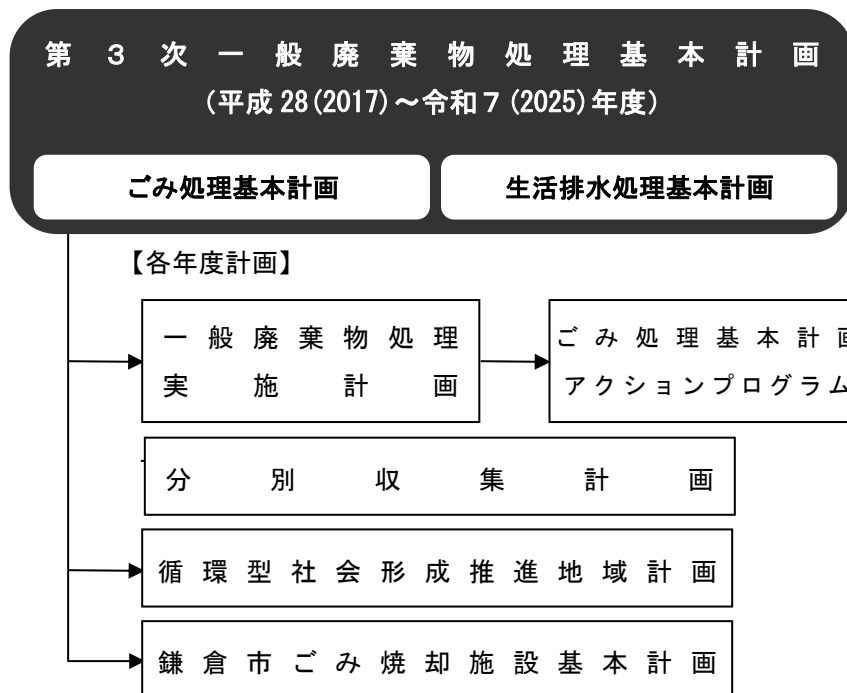 第３次一般廃棄物処理基本計画
（平成28(2017)～令和７(2025)年度）
ごみ処理基本計画
生活排水処理基本計画
【各年度計画】
一般廃棄物処理
実施計画
ごみ処理基本計画
アクションプログラム
分別収集計画
循環型社会形成推進地域計画
鎌倉市ごみ焼却施設基本計画